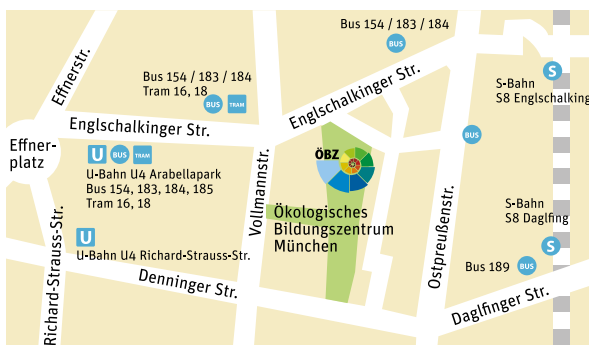 Bus 154 / 183 / 184
BUS
Effnerstr.
Bus 154 / 183 / 184
Tram 16, 18
BUS
TRAM
Englschalkinger Str.
S
S-Bahn
S8 Englschalking
Englschalkinger Str.
BUS
Effner-
platz
U
BUS
TRAM
U-Bahn U4 Arabellapark
Bus 154, 183, 184, 185
Tram 16, 18
ÖBZ
Vollmannstr.
Ökologisches
Bildungszentrum
München
Ostpreußenstr.
S-Bahn
S8 Daglfing
S
U
U-Bahn U4 Richard-Strauss-Str.
Richard-Strauss-Str.
Denninger Str.
Bus 189
BUS
Daglfinger Str.